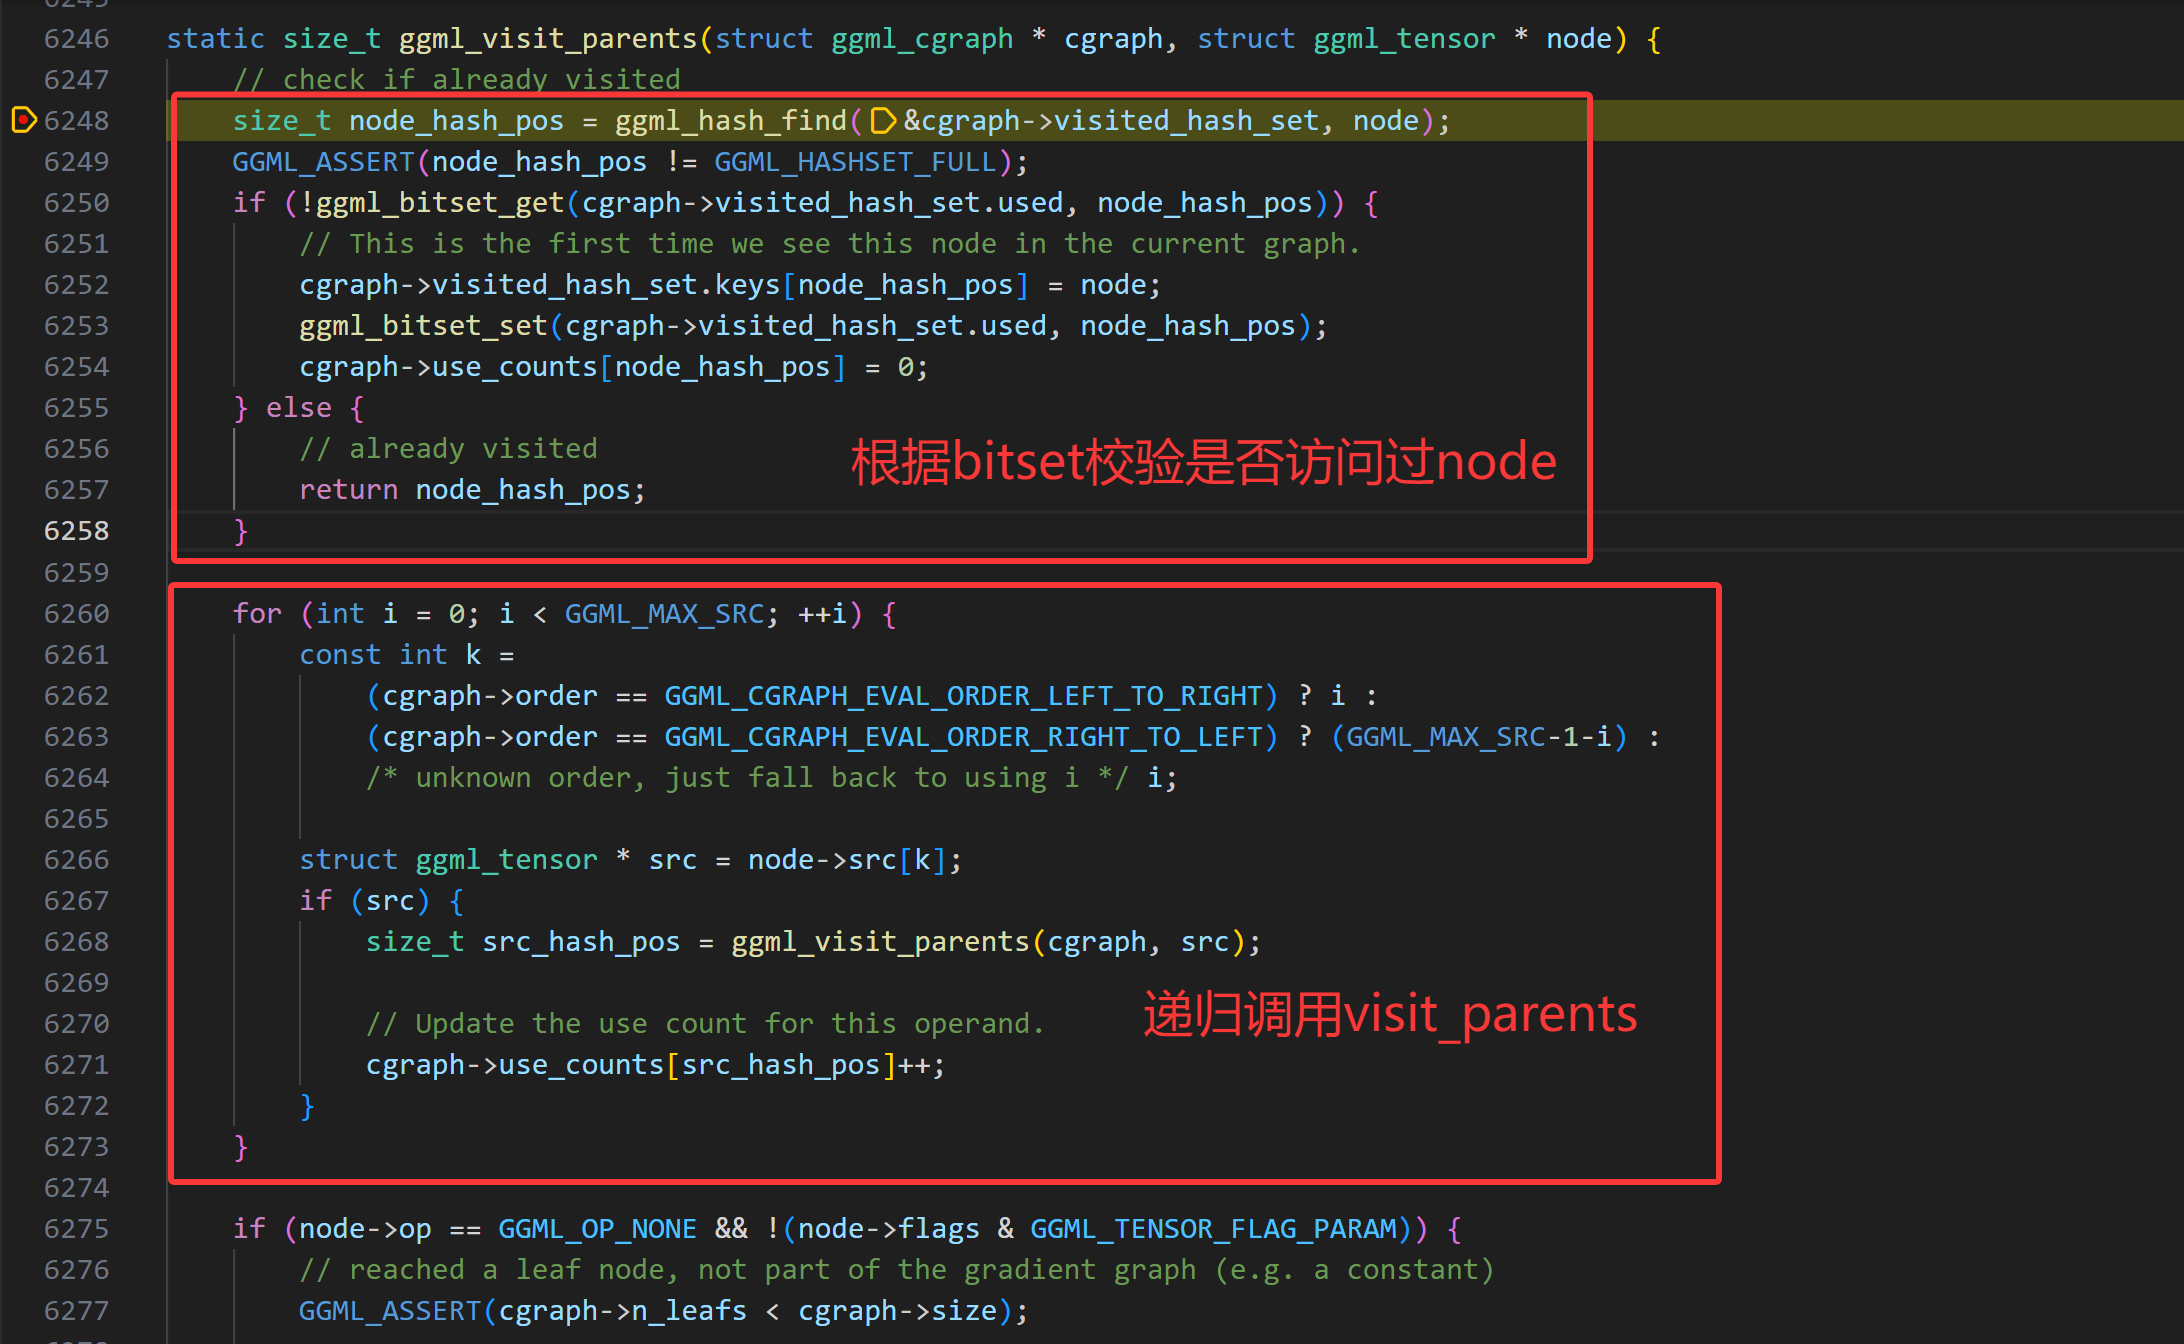 6246 static size_t ggml_visit_parents(struct ggml_cgraph * cgraph, struct ggml_tensor * node) {
6247     // check if already visited
6248     size_t node_hash_pos = ggml_hash_find(&cgraph->visited_hash_set, node);
6249     GGML_ASSERT(node_hash_pos != GGML_HASHSET_FULL);
6250     if (!ggml_bitset_get(cgraph->visited_hash_set.used, node_hash_pos)) {
6251         // This is the first time we see this node in the current graph.
6252         cgraph->visited_hash_set.keys[node_hash_pos] = node;
6253         ggml_bitset_set(cgraph->visited_hash_set.used, node_hash_pos);
6254         cgraph->use_counts[node_hash_pos] = 0;
6255     } else {
6256         // already visited
根据bitset校验是否访问过node
6257         return node_hash_pos;
6258     }
6259
6260     for (int i = 0; i < GGML_MAX_SRC; ++i) {
6261         const int k =
6262             (cgraph->order == GGML_CGRAPH_EVAL_ORDER_LEFT_TO_RIGHT) ? i :
6263             (cgraph->order == GGML_CGRAPH_EVAL_ORDER_RIGHT_TO_LEFT) ? (GGML_MAX_SRC-1-i) :
6264             /* unknown order, just fall back to using i */ i;
6265
6266         struct ggml_tensor * src = node->src[k];
6267         if (src) {
6268             size_t src_hash_pos = ggml_visit_parents(cgraph, src);
6269
6270             // Update the use count for this operand.
递归调用visit_parents
6271             cgraph->use_counts[src_hash_pos]++;
6272         }
6273     }
6274
6275     if (node->op == GGML_OP_NONE && !(node->flags & GGML_TENSOR_FLAG_PARAM)) {
6276         // reached a leaf node, not part of the gradient graph (e.g. a constant)
6277         GGML_ASSERT(cgraph->n_leafs < cgraph->size);